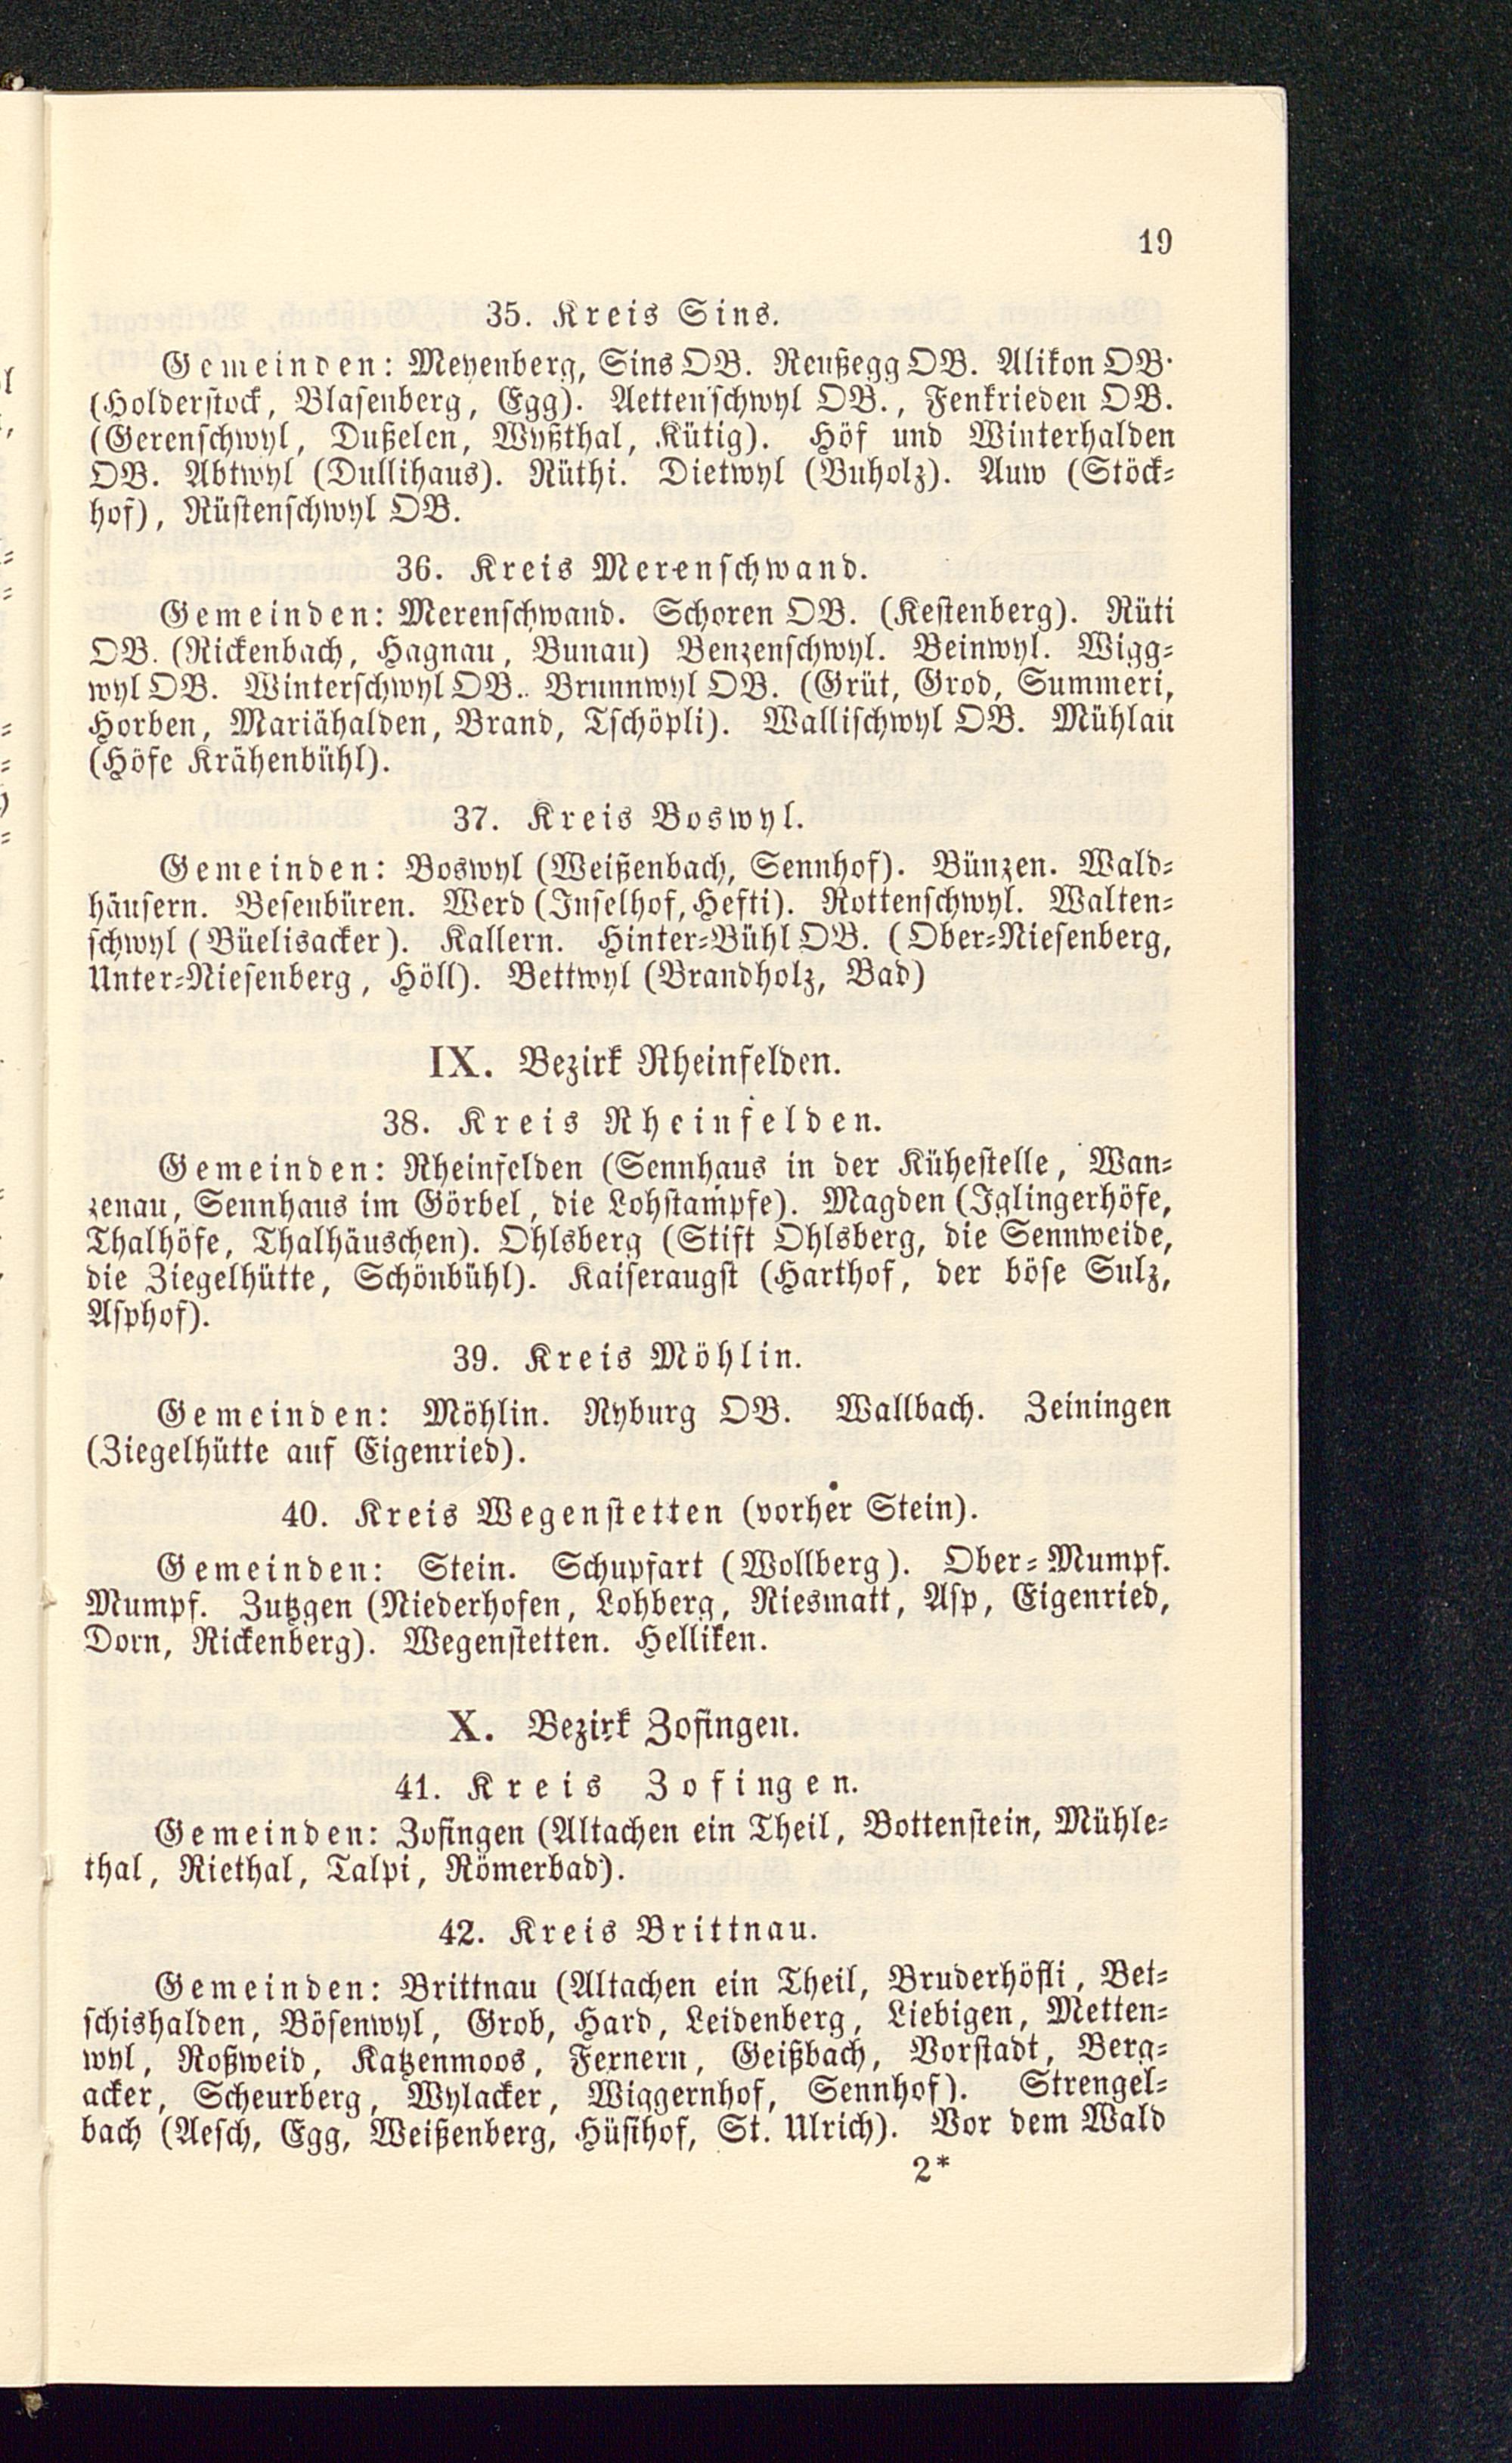 19
35. Kreis Sins.
Gemeinden: Meyenberg, Sins OB. Reußegg OB. Alikon OB.
(Holderstock, Blasenberg, Egg). Aettenschwyl OB., Fenkrieden OB.
(Gerenschwyl, Dußelen, Wyßthal, Kütig). Höf und Winterhalden
OB. Abtwyl (Dullihaus). Rüthi. Dietwyl (Buholz). Auw (Stöck-
hof), Rüstenschwyl OB.
36. Kreis Merenschwand.
Gemeinden: Merenschwand. Schoren OB. (Kestenberg). Rüti
OB. (Rickenbach, Hagnau, Bunau) Benzenschwyl. Beinwyl. Wigg-
wyl OB. Winterschwyl OB.. Brunnwyl OB. (Grüt, Grod, Summeri,
Horben, Mariähalden, Brand, Tschöpli). Wallischwyl OB. Mühlau
(Höfe Krähenbühl).
37. Kreis Boswyl.
Gemeinden: Boswyl (Weißenbach, Sennhof). Bünzen. Wald-
häusern. Besenbüren. Werd (Inselhof, Hefti). Rottenschwyl. Walten-
schwyl (Büelisacker). Kallern. Hinter-Bühl OB. (Ober-Niesenberg,
Unter-Niesenberg, Höll). Bettwyl (Brandholz, Bad)
IX. Bezirk Rheinfelden.
38. Kreis Rheinfelden.
Gemeinden: Rheinfelden (Sennhaus in der Kühestelle, Wan-
zenau, Sennhaus im Görbel, die Lohstampfe). Magden (Iglingerhöfe,
Thalhöfe, Thalhäuschen). Ohlsberg (Stift Ohlsberg, die Sennweide,
die Ziegelhütte, Schönbühl). Kaiseraugst (Harthof, der böse Sulz,
Asphof).
39. Kreis Möhlin.
Gemeinden: Möhlin. Ryburg OB. Wallbach. Zeiningen
(Ziegelhütte auf Eigenried).
40. Kreis Wegenstetten (vorher Stein).
Gemeinden: Stein. Schupfart (Wollberg). Ober-Mumpf.
Mumpf. Zutzgen (Niederhofen, Lohberg, Riesmatt, Asp, Eigenried,
Dorn, Rickenberg). Wegenstetten. Helliken.
X. Bezirk Zofingen.
41. Kreis Zofingen.
Gemeinden: Zofingen (Altachen ein Theil, Bottenstein, Mühle-
thal, Riethal, Talpi, Römerbad).
42. Kreis Brittnau.
Gemeinden: Brittnau (Altachen ein Theil, Bruderhöfli, Bet-
schishalden, Bösenwyl, Grob, Hard, Leidenberg, Liebigen, Metten-
wyl, Roßweid, Katzenmoos, Fernern, Geißbach, Vorstadt, Berg-
acker, Scheurberg, Wylacker, Wiggernhof, Sennhof). Strengel-
bach (Aesch, Egg, Weißenberg, Hüsihof, St. Ulrich). Vor dem Wald
2*